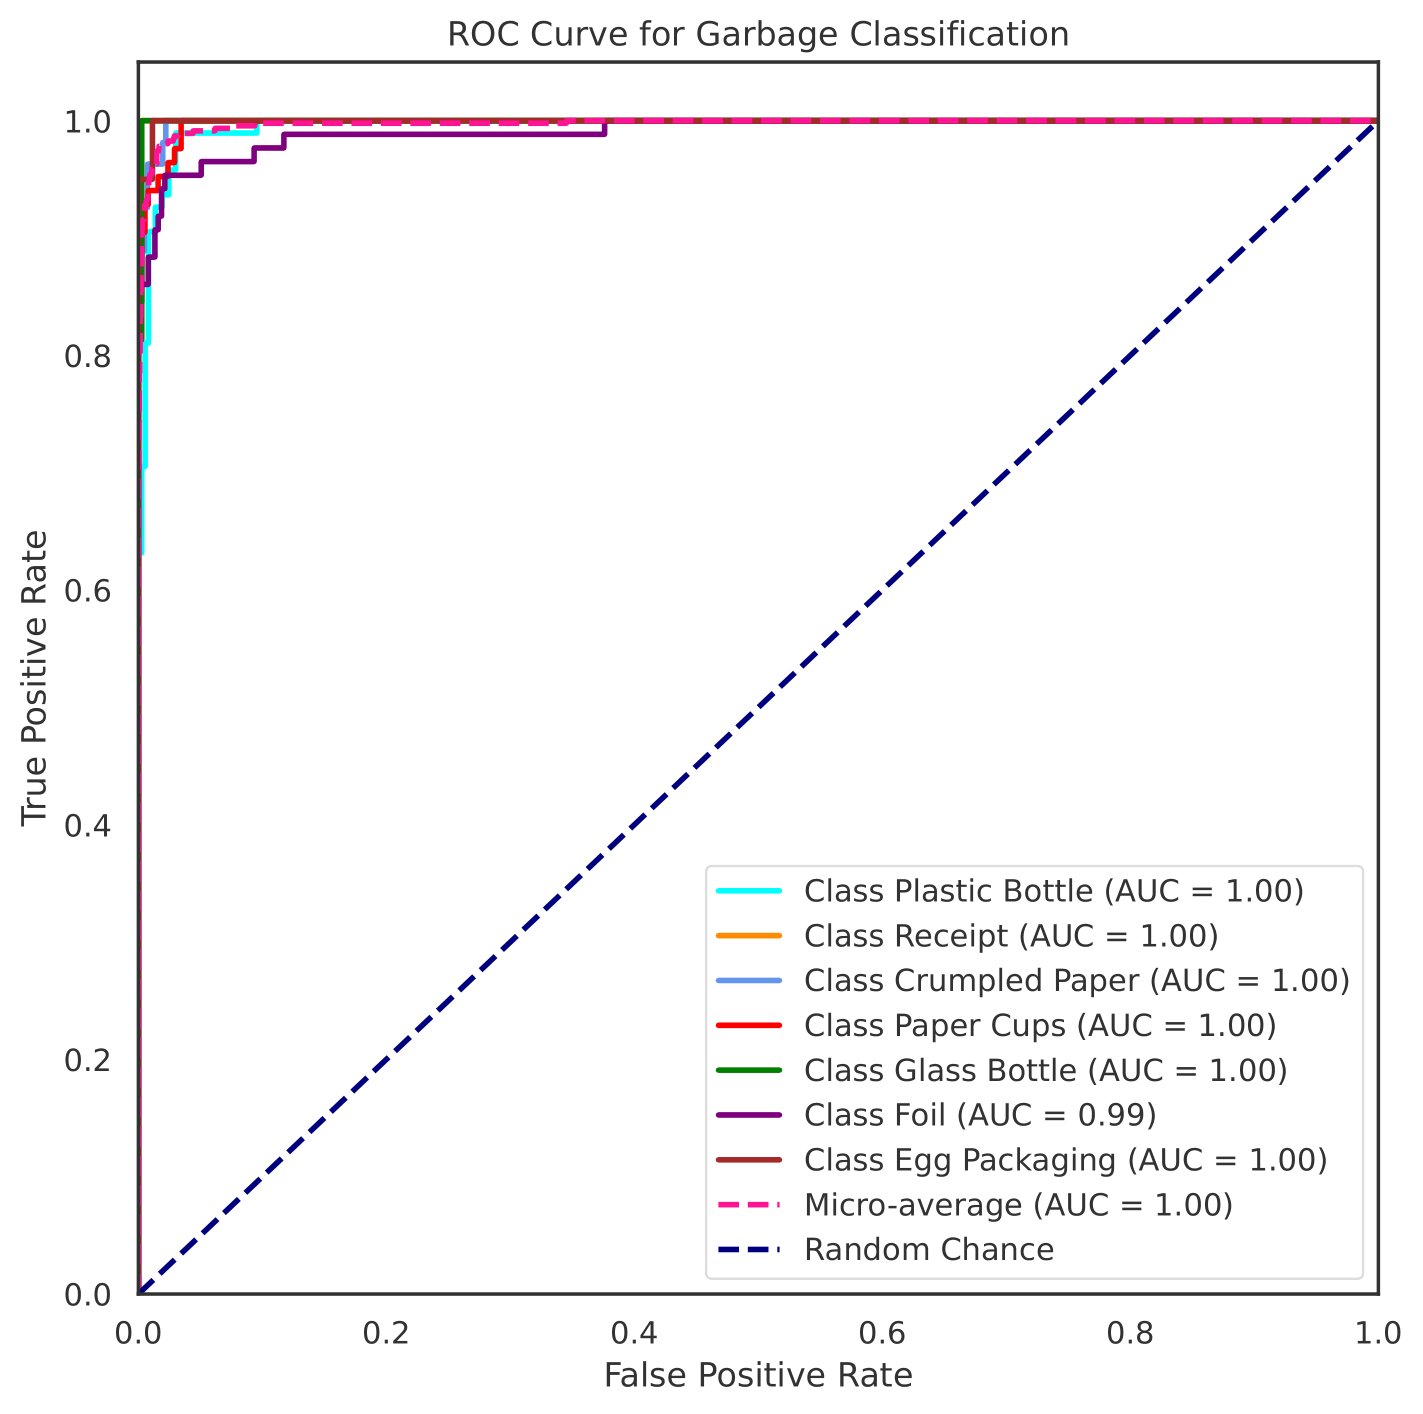 ROC Curve for Garbage Classification
1.0
0.8
0.6
0.4
0.2
0.0
True Positive Rate
Class Plastic Bottle (AUC = 1.00)
Class Receipt (AUC = 1.00)
Class Crumpled Paper (AUC = 1.00)
Class Paper Cups (AUC = 1.00)
Class Glass Bottle (AUC = 1.00)
Class Foil (AUC = 0.99)
Class Egg Packaging (AUC = 1.00)
Micro-average (AUC = 1.00)
Random Chance
0.0 0.2 0.4 0.6 0.8 1.0
False Positive Rate